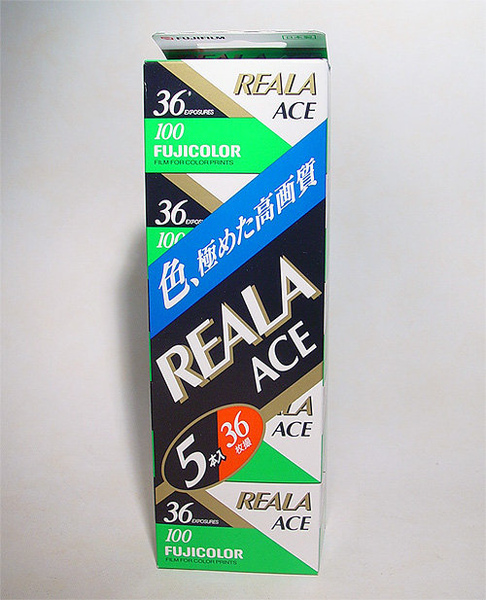 FUJIFILM
REALA
ACE
36
EXPOSURES
100
FUJICOLOR
FILM FOR COLOR PRINTS
36
100
色、極めた高画質
REALA
ACE
LA
ACE
5本入
36枚撮
REALA
ACE
36
EXPOSURES
100
FUJICOLOR
FILM FOR COLOR PRINTS